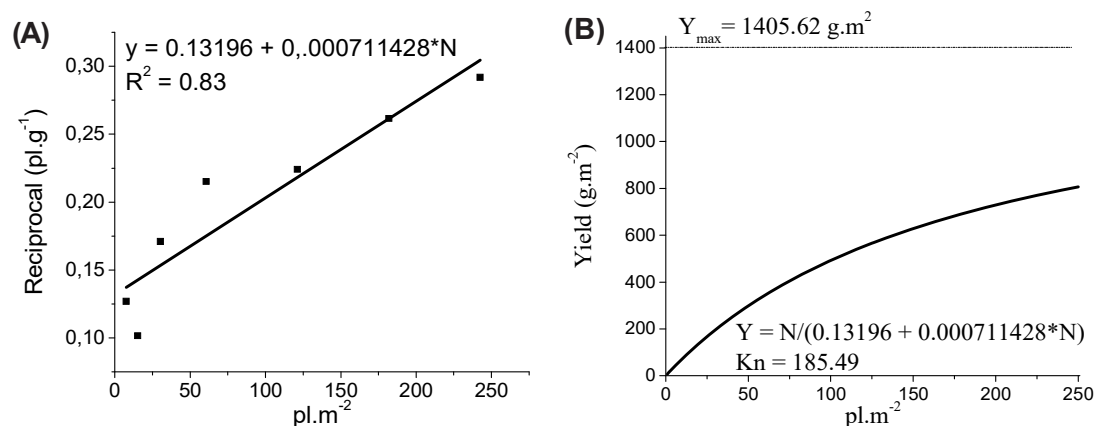 (A)
y = 0.13196 + 0,.000711428*N
R² = 0.83
0,30
0,25
0,20
0,15
0,10
Reciprocal (pl.g⁻¹)
0 50 100 150 200 250
pl.m⁻²
(B)
Yₘₐₓ = 1405.62 g.m²
1400
1200
1000
800
600
400
200
0
Yield (g.m⁻²)
Y = N/(0.13196 + 0.000711428*N)
Kn = 185.49
0 50 100 150 200 250
pl.m⁻²